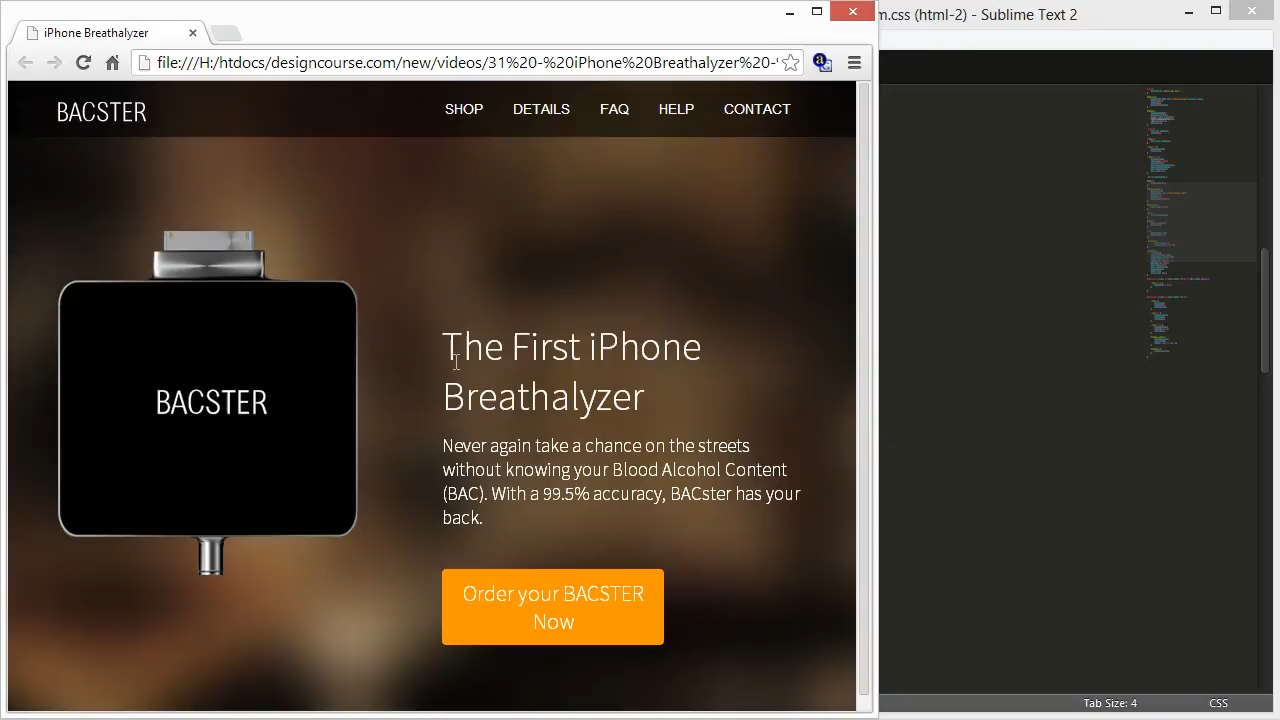 iPhone Breathalyzer
m.css (html-2) - Sublime Text 2
file:///H:/htdocs/designcourse.com/new/videos/31%20-%20iPhone%20Breathalyzer%20-
BACSTER
SHOP DETAILS FAQ HELP CONTACT
BACSTER
The First iPhone
Breathalyzer
Never again take a chance on the streets
without knowing your Blood Alcohol Content
(BAC). With a 99.5% accuracy, BACster has your
back.
Order your BACSTER
Now
Tab Size: 4 CSS